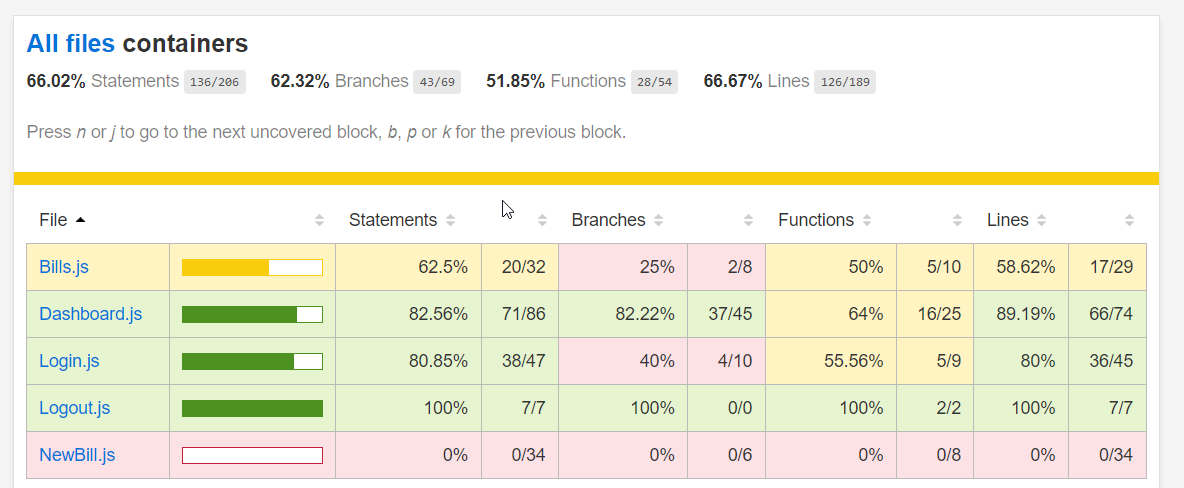 All files containers
66.02% Statements 136/206 62.32% Branches 43/69 51.85% Functions 28/54 66.67% Lines 126/189
Press n or j to go to the next uncovered block, b, p or k for the previous block.
File Statements Branches Functions Lines
Bills.js 62.5% 20/32 25% 2/8 50% 5/10 58.62% 17/29
Dashboard.js 82.56% 71/86 82.22% 37/45 64% 16/25 89.19% 66/74
Login.js 80.85% 38/47 40% 4/10 55.56% 5/9 80% 36/45
Logout.js 100% 7/7 100% 0/0 100% 2/2 100% 7/7
NewBill.js 0% 0/34 0% 0/6 0% 0/8 0% 0/34